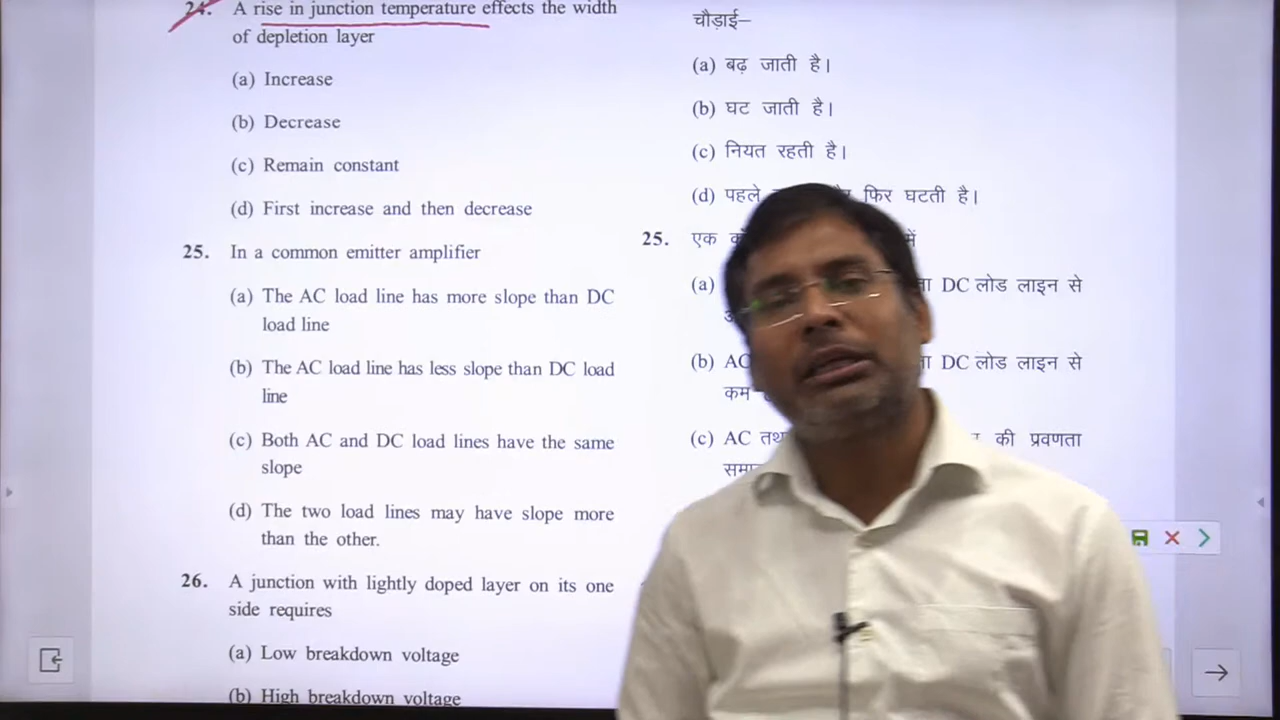 24. A rise in junction temperature effects the width
of depletion layer
(a) Increase
(b) Decrease
(c) Remain constant
(d) First increase and then decrease
25. In a common emitter amplifier
(a) The AC load line has more slope than DC
load line
(b) The AC load line has less slope than DC load
line
(c) Both AC and DC load lines have the same
slope
(d) The two load lines may have slope more
than the other.
26. A junction with lightly doped layer on its one
side requires
(a) Low breakdown voltage
(b) High breakdown voltage
चौड़ाई–
(a) बढ़ जाती है।
(b) घट जाती है।
(c) नियत रहती है।
(d) पहले फिर घटती है।
25. एक में
(a) DC लोड लाइन से
(b) AC DC लोड लाइन से
कम
(c) AC की प्रवणता